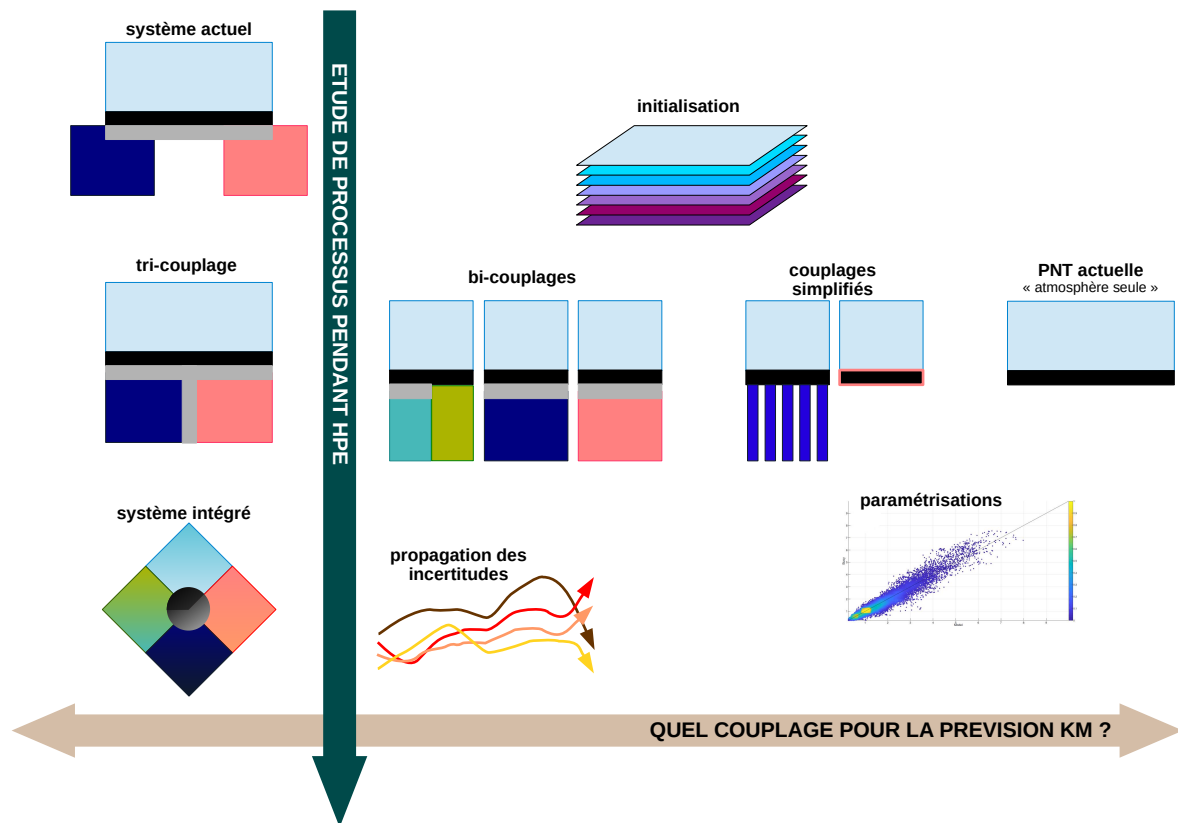 système actuel
ETUDE DE PROCESSUS PENDANT HPE
initialisation
tri-couplage
bi-couplages
couplages
simplifiés
PNT actuelle
« atmosphère seule »
système intégré
propagation des
incertitudes
paramétrisations
QUEL COUPLAGE POUR LA PREVISION KM ?